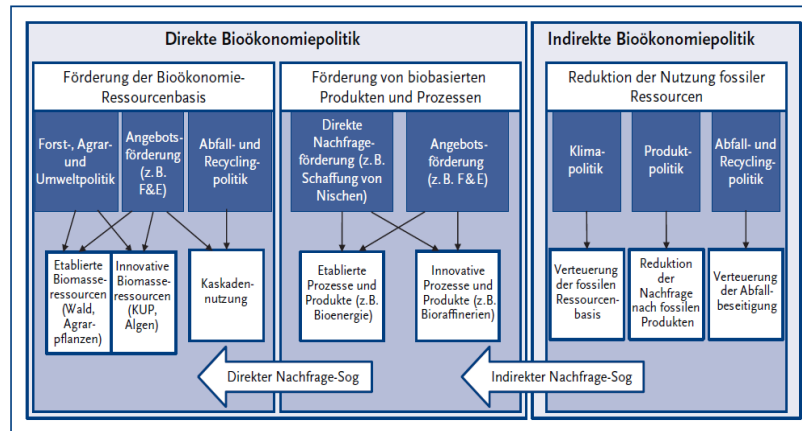 Direkte Bioökonomiepolitik
Indirekte Bioökonomiepolitik
Förderung der Bioökonomie-
Ressourcenbasis
Förderung von biobasierten
Produkten und Prozessen
Reduktion der Nutzung fossiler
Ressourcen
Forst-, Agrar-
und
Umweltpolitik
Angebots-
förderung
(z. B.
F&E)
Abfall- und
Recycling-
politik
Direkte
Nachfrage-
förderung (z. B.
Schaffung von
Nischen)
Angebots-
förderung
(z. B. F&E)
Klima-
politik
Produkt-
politik
Abfall- und
Recycling-
politik
Etablierte
Biomasse-
ressourcen
(Wald,
Agrar-
pflanzen)
Innovative
Biomasse-
ressourcen
(KUP,
Algen)
Kaskaden-
nutzung
Etablierte
Prozesse und
Produkte (z. B.
Bioenergie)
Innovative
Prozesse und
Produkte (z. B.
Bioraffinerien)
Verteuerung
der fossilen
Ressourcen-
basis
Reduktion
der
Nachfrage
nach fossilen
Produkten
Verteuerung
der Abfall-
beseitigung
Direkter Nachfrage-Sog
Indirekter Nachfrage-Sog